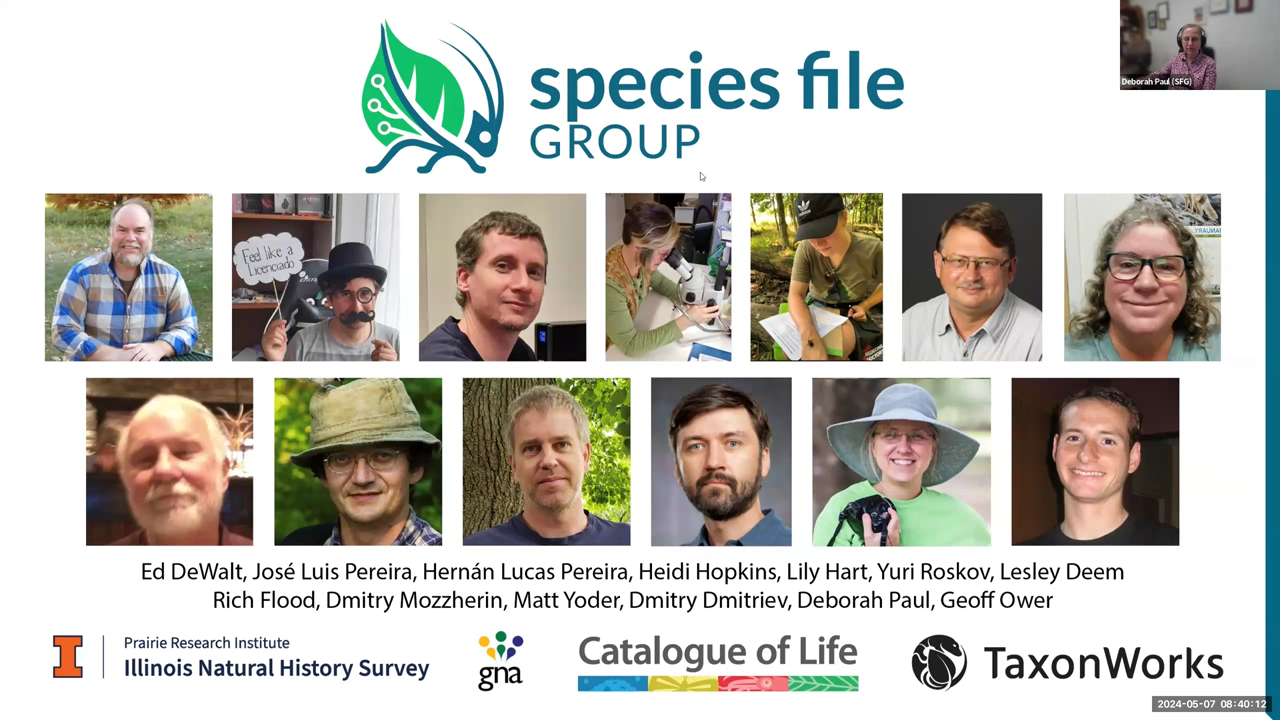 species file
GROUP
Deborah Paul (SFG)
Feel like a
Licenciado
Ed DeWalt, José Luis Pereira, Hernán Lucas Pereira, Heidi Hopkins, Lily Hart, Yuri Roskov, Lesley Deem
Rich Flood, Dmitry Mozzherin, Matt Yoder, Dmitry Dmitriev, Deborah Paul, Geoff Ower
Prairie Research Institute
Illinois Natural History Survey
gna
Catalogue of Life
TaxonWorks
2024-05-07 08:40:12